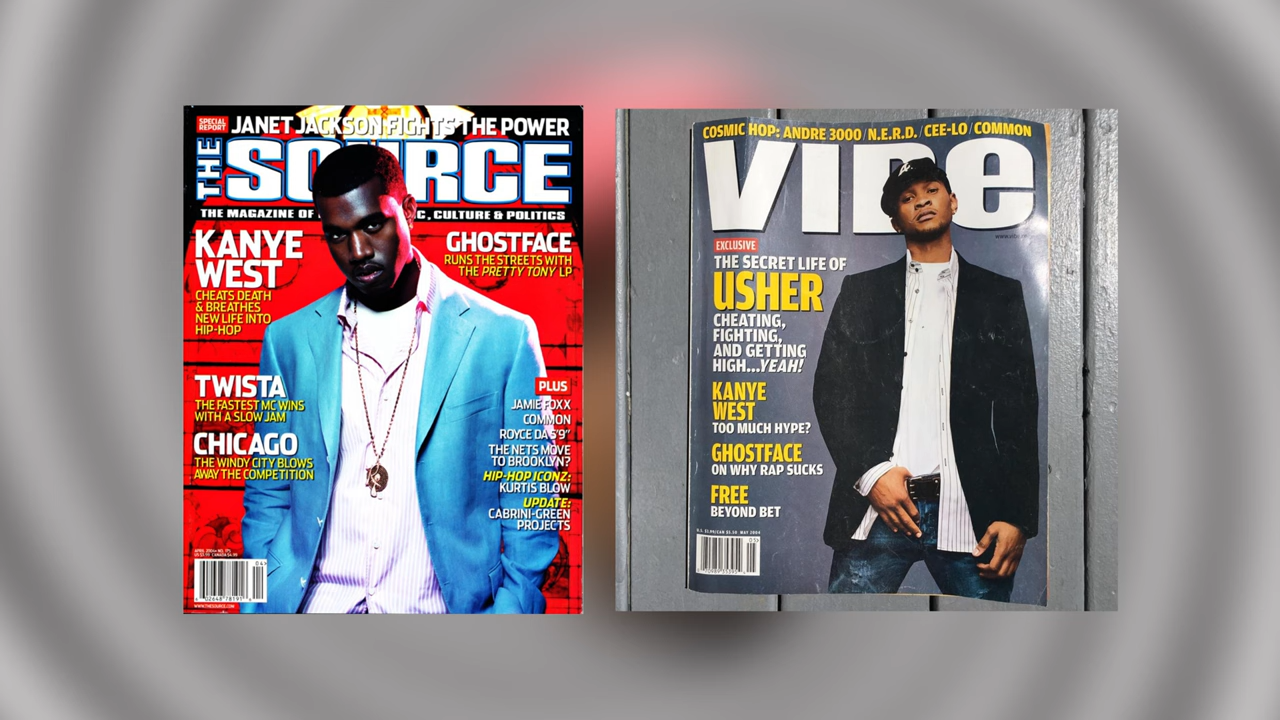 SPECIAL
REPORT
JANET JACKSON FIGHTS THE POWER
THE SOURCE
THE MAGAZINE OF C, CULTURE & POLITICS
KANYE
WEST
CHEATS DEATH
& BREATHES
NEW LIFE INTO
HIP-HOP
TWISTA
THE FASTEST MC WINS
WITH A SLOW JAM
CHICAGO
THE WINDY CITY BLOWS
AWAY THE COMPETITION
GHOSTFACE
RUNS THE STREETS WITH
THE PRETTY TONY LP
PLUS
JAMIE FOXX
COMMON
ROYCE DA 5'9"
THE NETS MOVE
TO BROOKLYN?
HIP-HOP ICONZ:
KURTIS BLOW
UPDATE:
CABRINI-GREEN
PROJECTS
WWW.THESOURCE.COM
COSMIC HOP: ANDRE 3000 / N.E.R.D. / CEE-LO / COMMON
VIBE
EXCLUSIVE
THE SECRET LIFE OF
USHER
CHEATING,
FIGHTING,
AND GETTING
HIGH...YEAH!
KANYE
WEST
TOO MUCH HYPE?
GHOSTFACE
ON WHY RAP SUCKS
FREE
BEYOND BET